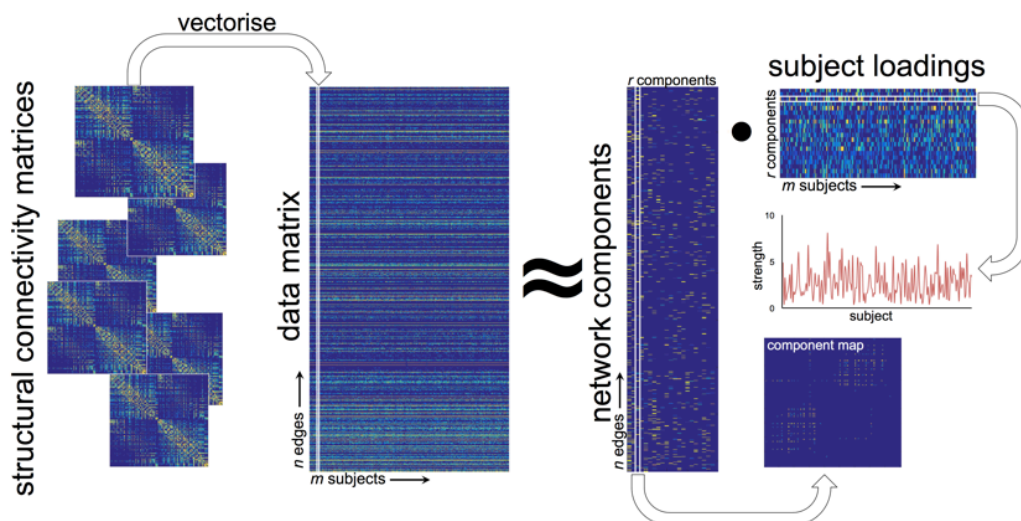 vectorise
structural connectivity matrices
data matrix
n edges
m subjects
≈
network components
r components
n edges
subject loadings
r components
m subjects
10
5
0
strength
subject
component map